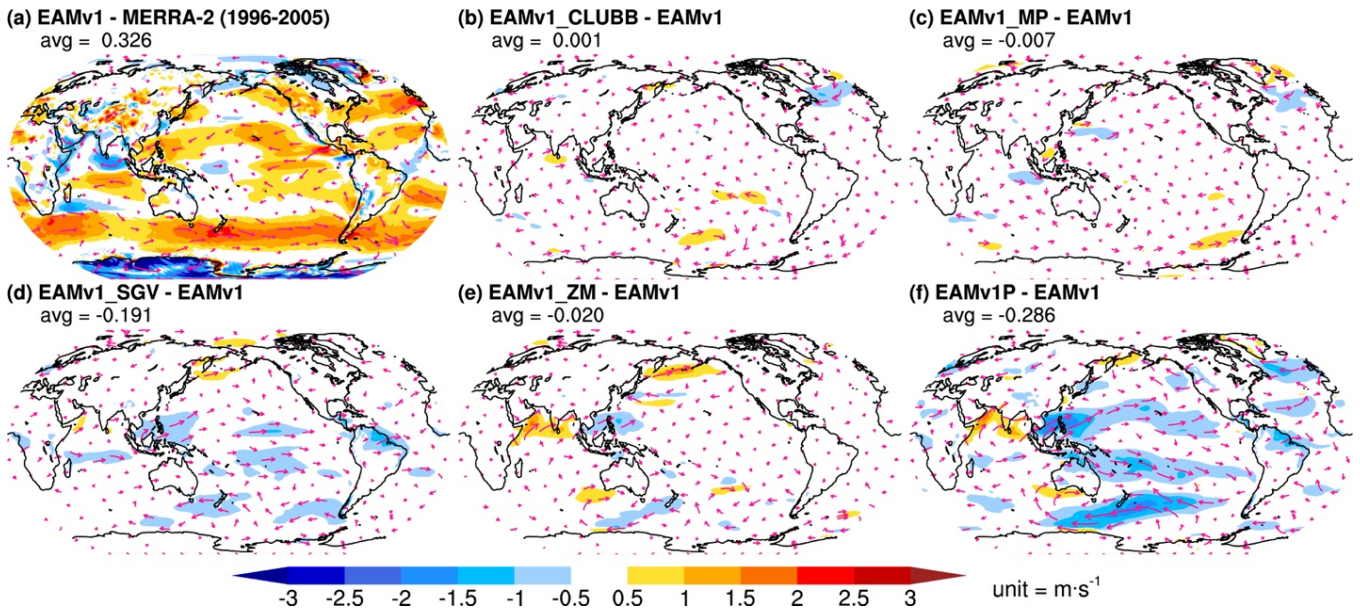 (a) EAMv1 - MERRA-2 (1996-2005)
avg = 0.326
(b) EAMv1_CLUBB - EAMv1
avg = 0.001
(c) EAMv1_MP - EAMv1
avg = -0.007
(d) EAMv1_SGV - EAMv1
avg = -0.191
(e) EAMv1_ZM - EAMv1
avg = -0.020
(f) EAMv1P - EAMv1
avg = -0.286
-3 -2.5 -2 -1.5 -1 -0.5 0.5 1 1.5 2 2.5 3 unit = m·s⁻¹